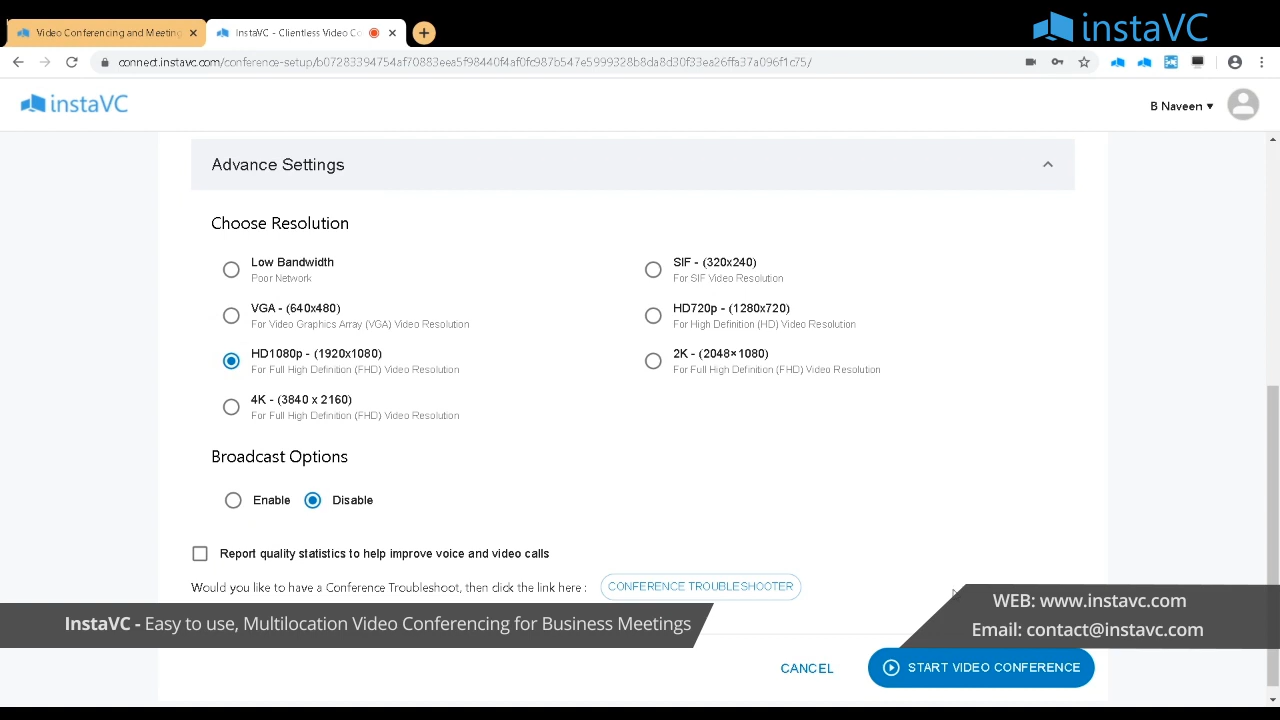 Video Conferencing and Meeting
InstaVC - Clientless Video Co
instaVC
instaVC
B Naveen
Advance Settings
Choose Resolution
Low Bandwidth
Poor Network
SIF - (320x240)
For SIF Video Resolution
VGA - (640x480)
For Video Graphics Array (VGA) Video Resolution
HD720p - (1280x720)
For High Definition (HD) Video Resolution
HD1080p - (1920x1080)
For Full High Definition (FHD) Video Resolution
2K - (2048×1080)
For Full High Definition (FHD) Video Resolution
4K - (3840 x 2160)
For Full High Definition (FHD) Video Resolution
Broadcast Options
Enable Disable
Report quality statistics to help improve voice and video calls
Would you like to have a Conference Troubleshoot, then click the link here : CONFERENCE TROUBLESHOOTER
InstaVC - Easy to use, Multilocation Video Conferencing for Business Meetings
WEB: www.instavc.com
Email: contact@instavc.com
CANCEL
START VIDEO CONFERENCE